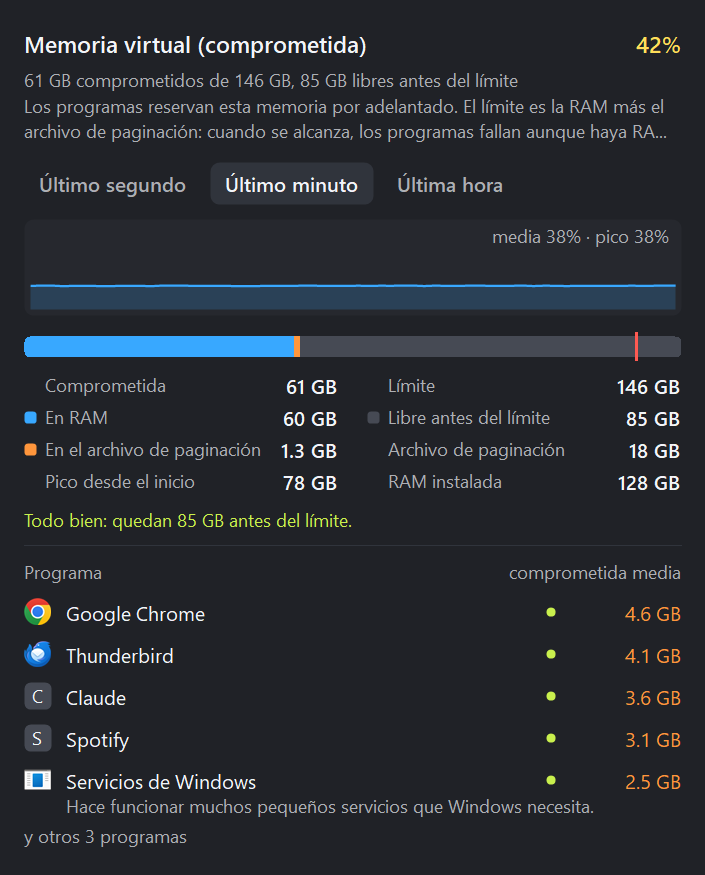 Memoria virtual (comprometida) 42%
61 GB comprometidos de 146 GB, 85 GB libres antes del límite
Los programas reservan esta memoria por adelantado. El límite es la RAM más el
archivo de paginación: cuando se alcanza, los programas fallan aunque haya RA...
Último segundo Último minuto Última hora
media 38% · pico 38%
Comprometida 61 GB Límite 146 GB
En RAM 60 GB Libre antes del límite 85 GB
En el archivo de paginación 1.3 GB Archivo de paginación 18 GB
Pico desde el inicio 78 GB RAM instalada 128 GB
Todo bien: quedan 85 GB antes del límite.
Programa comprometida media
Google Chrome 4.6 GB
Thunderbird 4.1 GB
C Claude 3.6 GB
S Spotify 3.1 GB
Servicios de Windows 2.5 GB
Hace funcionar muchos pequeños servicios que Windows necesita.
y otros 3 programas